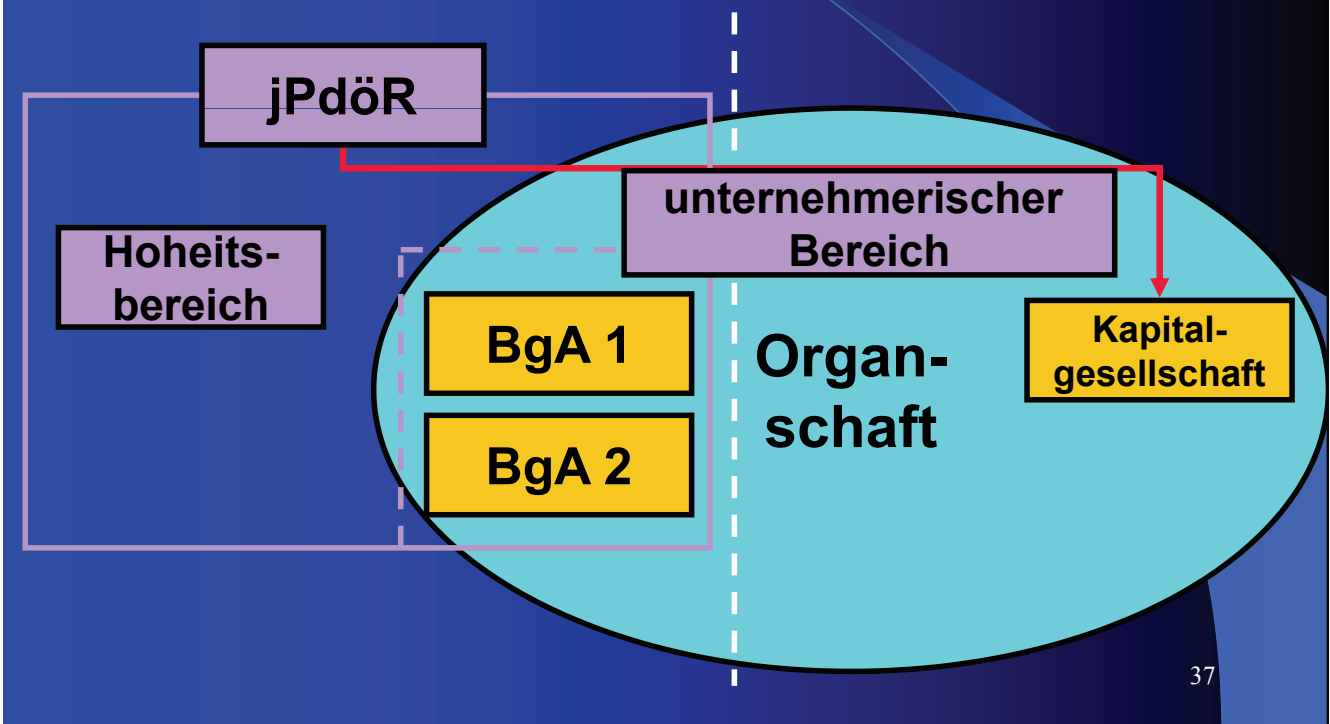 jPdöR
unternehmerischer
Bereich
Hoheits-
bereich
BgA 1
BgA 2
Organ-
schaft
Kapital-
gesellschaft
37